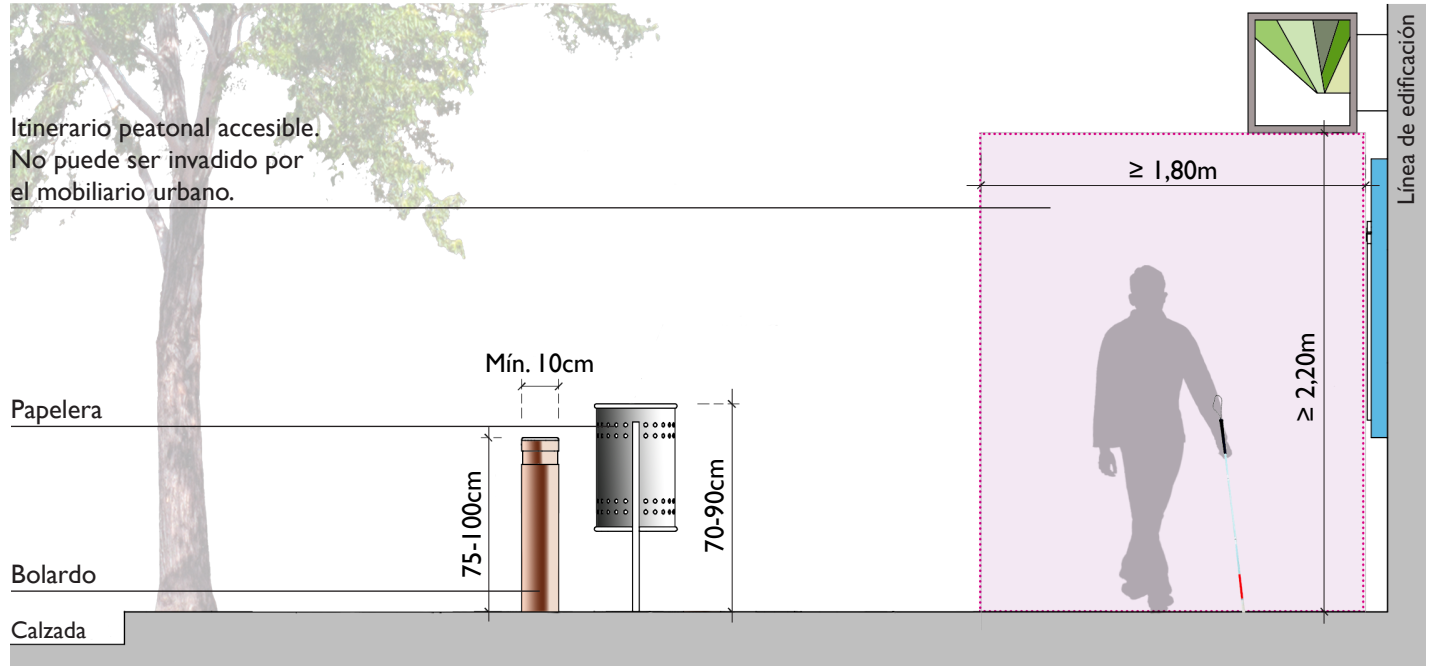 Itinerario peatonal accesible.
No puede ser invadido por
el mobiliario urbano.
≥ 1,80m
Línea de edificación
≥ 2,20m
Mín. 10cm
Papelera
75-100cm
70-90cm
Bolardo
Calzada